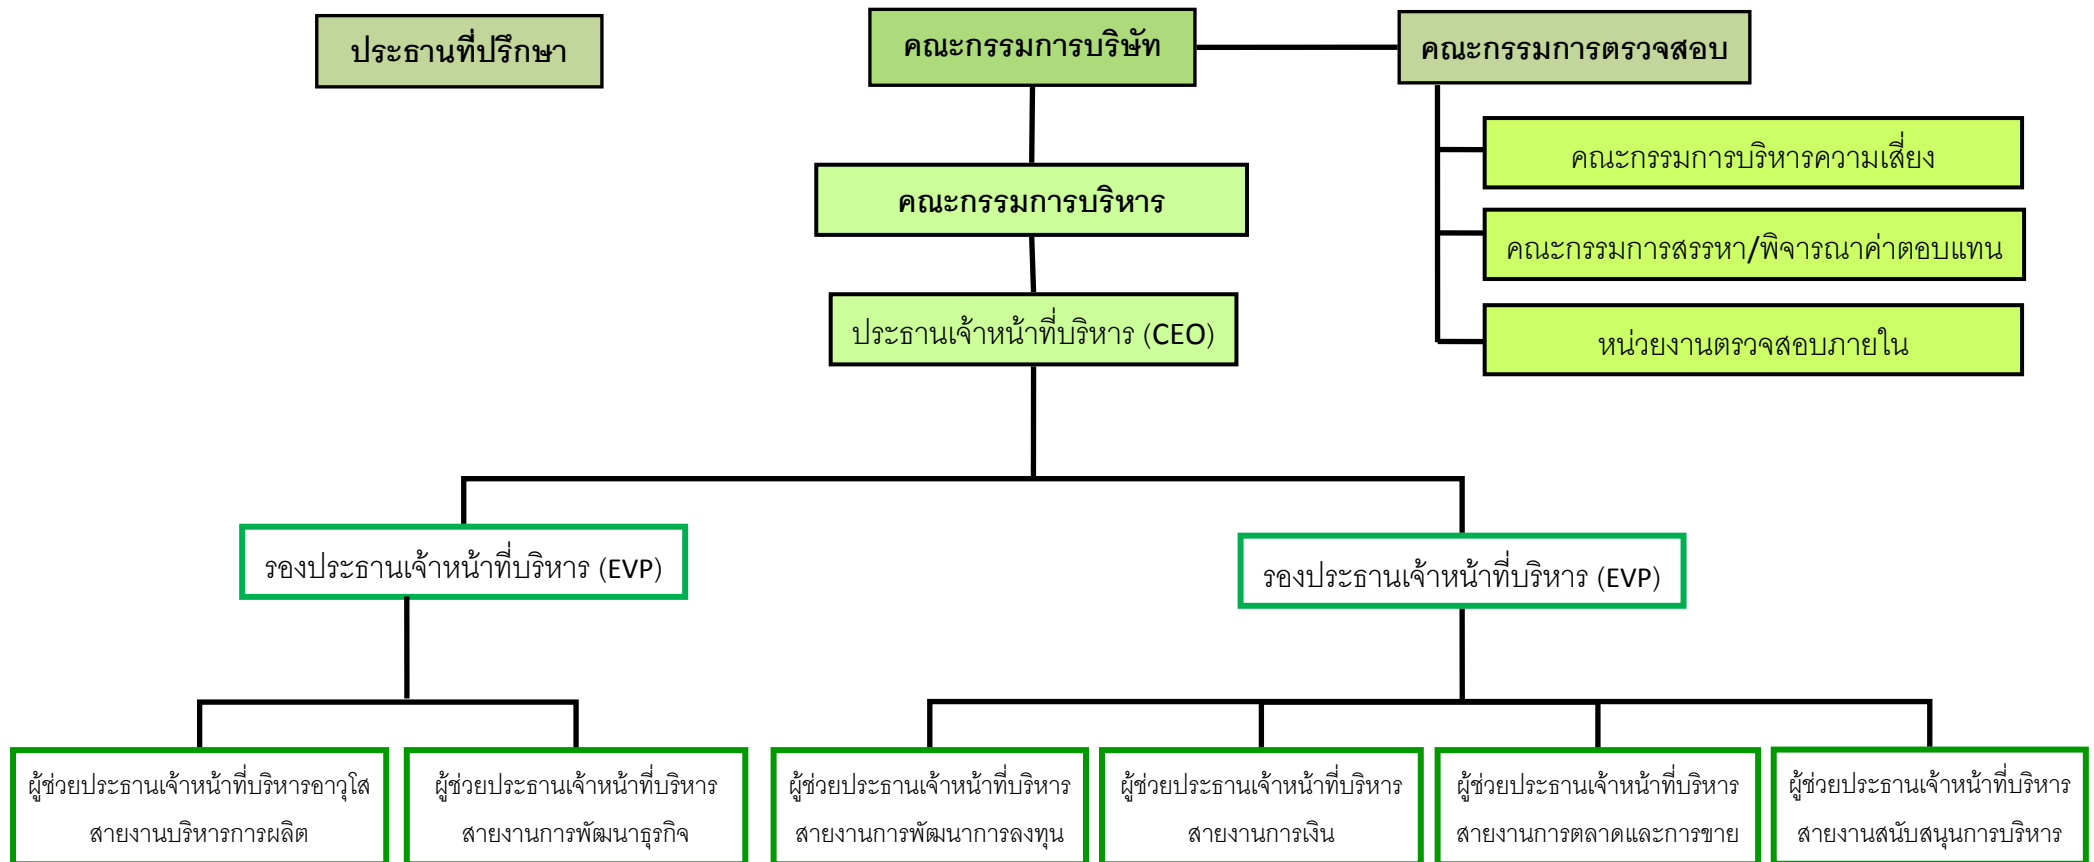 ประธานที่ปรึกษา
คณะกรรมการบริษัท
คณะกรรมการตรวจสอบ
คณะกรรมการบริหารความเสี่ยง
คณะกรรมการบริหาร
คณะกรรมการสรรหา/พิจารณาค่าตอบแทน
ประธานเจ้าหน้าที่บริหาร (CEO)
หน่วยงานตรวจสอบภายใน
รองประธานเจ้าหน้าที่บริหาร (EVP)
รองประธานเจ้าหน้าที่บริหาร (EVP)
ผู้ช่วยประธานเจ้าหน้าที่บริหารอาวุโส
สายงานบริหารการผลิต
ผู้ช่วยประธานเจ้าหน้าที่บริหาร
สายงานการพัฒนาธุรกิจ
ผู้ช่วยประธานเจ้าหน้าที่บริหาร
สายงานการพัฒนาการลงทุน
ผู้ช่วยประธานเจ้าหน้าที่บริหาร
สายงานการเงิน
ผู้ช่วยประธานเจ้าหน้าที่บริหาร
สายงานการตลาดและการขาย
ผู้ช่วยประธานเจ้าหน้าที่บริหาร
สายงานสนับสนุนการบริหาร